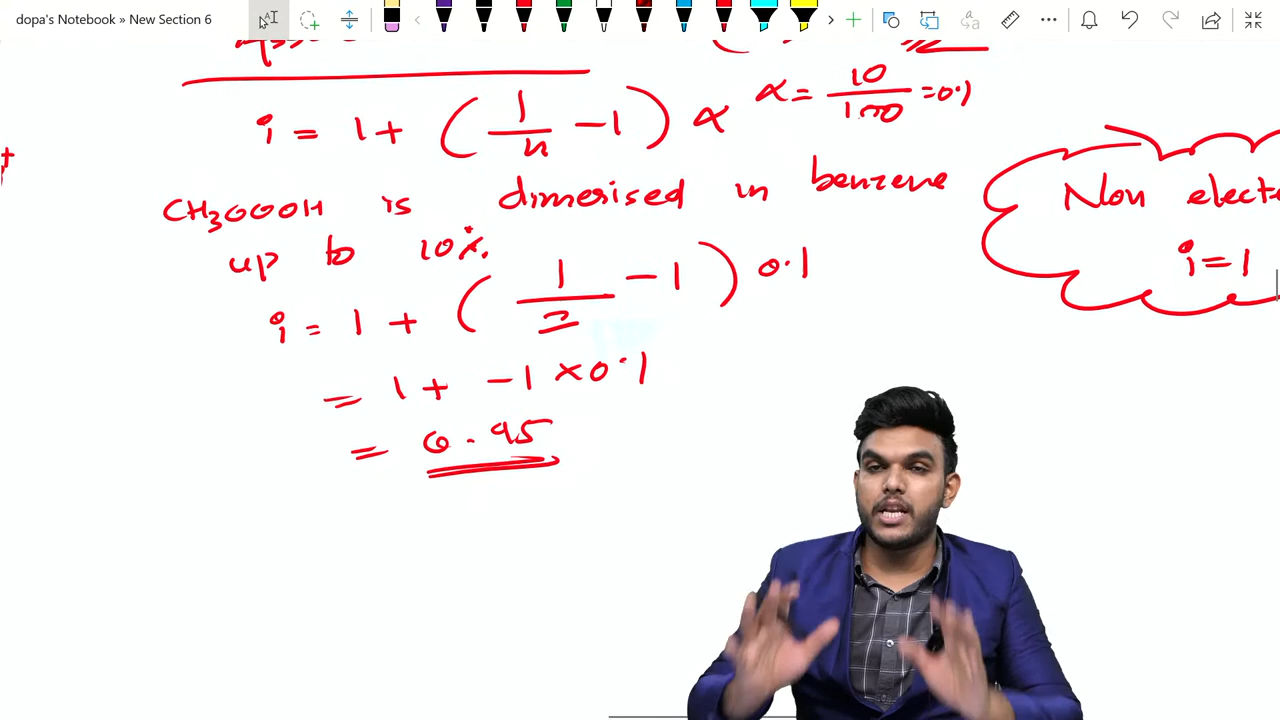 dopa's Notebook » New Section 6
i = 1 + ( 1/n - 1 ) α
α = 10/100 = 0.1
CH3COOH is dimerised in benzene
up to 10%.
i = 1 + ( 1/2 - 1 ) 0.1
= 1 + -1 × 0.1
= 0.95
Non
i = 1